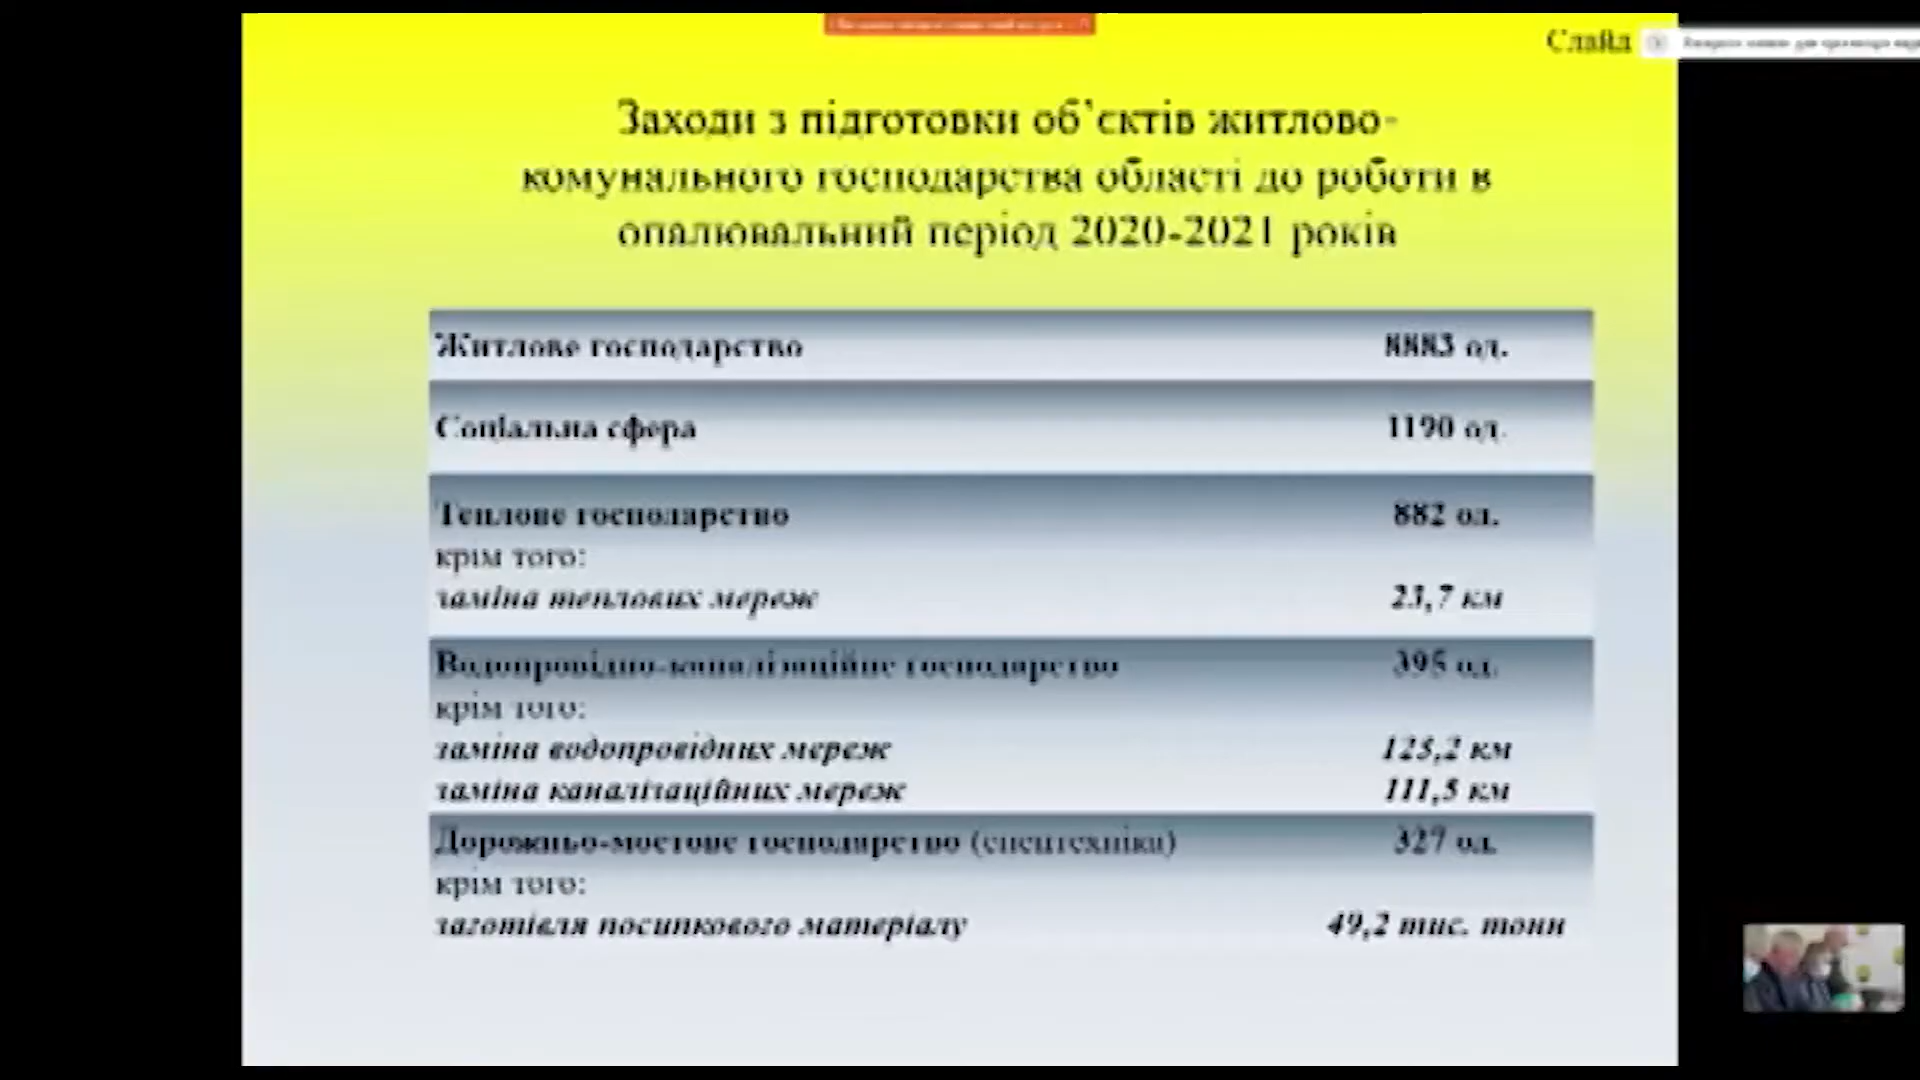 Слайд
Заходи з підготовки об’єктів житлово-
комунального господарства області до роботи в
опалювальний період 2020-2021 років
Житлове господарство 8883 од.
Соціальна сфера 1190 од.
Теплове господарство 882 од.
крім того:
заміна теплових мереж 23,7 км
Водопровідно-каналізаційне господарство 395 од.
крім того:
заміна водопровідних мереж 125,2 км
заміна каналізаційних мереж 111,5 км
Дорожньо-мостове господарство (спецтехніка) 327 од.
крім того:
заготівля посипкового матеріалу 49,2 тис. тонн